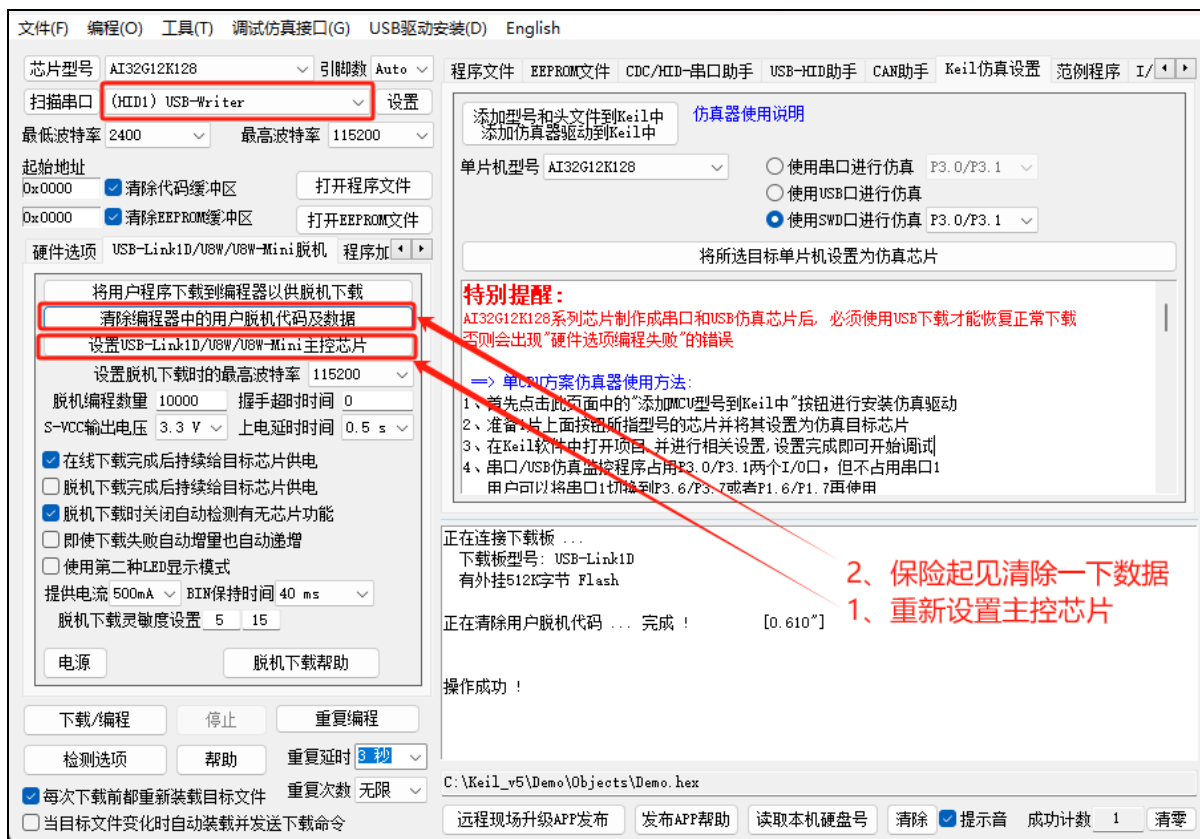 文件(F) 编程(O) 工具(T) 调试仿真接口(G) USB驱动安装(D) English
芯片型号 AI32G12K128 引脚数 Auto
扫描串口 (HID1) USB-Writer 设置
最低波特率 2400 最高波特率 115200
起始地址
0x0000 清除代码缓冲区 打开程序文件
0x0000 清除EEPROM缓冲区 打开EEPROM文件
硬件选项 USB-Link1D/U8W/U8W-Mini脱机 程序加
将用户程序下载到编程器以供脱机下载
清除编程器中的用户脱机代码及数据
设置USB-Link1D/U8W/U8W-Mini主控芯片
设置脱机下载时的最高波特率 115200
脱机编程数量 10000 握手超时时间 0
S-VCC输出电压 3.3 V 上电延时时间 0.5 s
在线下载完成后持续给目标芯片供电
脱机下载完成后持续给目标芯片供电
脱机下载时关闭自动检测有无芯片功能
即使下载失败自动增量也自动递增
使用第二种LED显示模式
提供电流 500mA BIN保持时间 40 ms
脱机下载灵敏度设置 5 15
电源 脱机下载帮助
下载/编程 停止 重复编程
检测选项 帮助 重复延时 3 秒
每次下载前都重新装载目标文件 重复次数 无限
当目标文件变化时自动装载并发送下载命令
程序文件 EEPROM文件 CDC/HID-串口助手 USB-HID助手 CAN助手 Keil仿真设置 范例程序 I/
添加型号和头文件到Keil中
添加仿真器驱动到Keil中
仿真器使用说明
单片机型号 AI32G12K128 使用串口进行仿真 P3.0/P3.1
使用USB口进行仿真
使用SWD口进行仿真 P3.0/P3.1
将所选目标单片机设置为仿真芯片
特别提醒：
AI32G12K128系列芯片制作成串口和USB仿真芯片后, 必须使用USB下载才能恢复正常下载
否则会出现"硬件选项编程失败"的错误
==> 单CPU方案仿真器使用方法:
1、首先点击此页面中的"添加MCU型号到Keil中"按钮进行安装仿真驱动
2、准备1片上面按钮所指型号的芯片并将其设置为仿真目标芯片
3、在Keil软件中打开项目,并进行相关设置,设置完成即可开始调试
4、串口/USB仿真监控程序占用P3.0/P3.1两个I/O口，但不占用串口1
用户可以将串口1切换到P3.6/P3.7或者P1.6/P1.7再使用
正在连接下载板 ...
下载板型号: USB-Link1D
有外挂512K字节 Flash
正在清除用户脱机代码 ... 完成 ! [0.610"]
操作成功 !
2、保险起见清除一下数据
1、重新设置主控芯片
C:\Keil_v5\Demo\Objects\Demo.hex
远程现场升级APP发布 发布APP帮助 读取本机硬盘号 清除 提示音 成功计数 1 清零